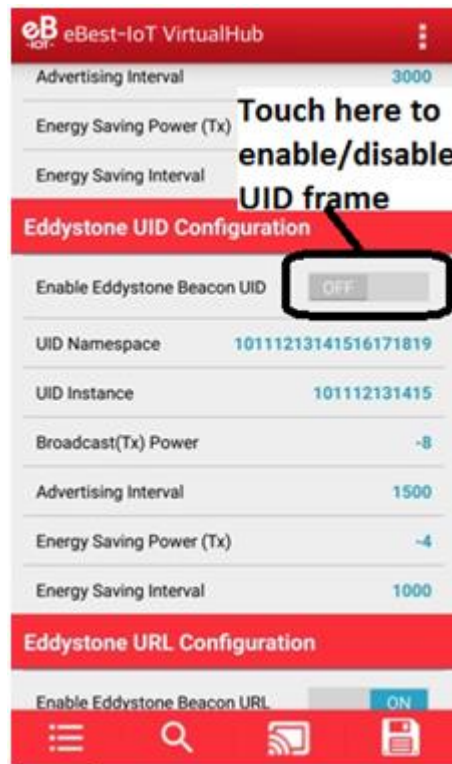 eB
-IOT-
eBest-IoT VirtualHub
Advertising Interval 3000
Energy Saving Power (Tx)
Energy Saving Interval
Touch here to
enable/disable
UID frame
Eddystone UID Configuration
Enable Eddystone Beacon UID OFF
UID Namespace 10111213141516171819
UID Instance 101112131415
Broadcast(Tx) Power -8
Advertising Interval 1500
Energy Saving Power (Tx) -4
Energy Saving Interval 1000
Eddystone URL Configuration
Enable Eddystone Beacon URL ON